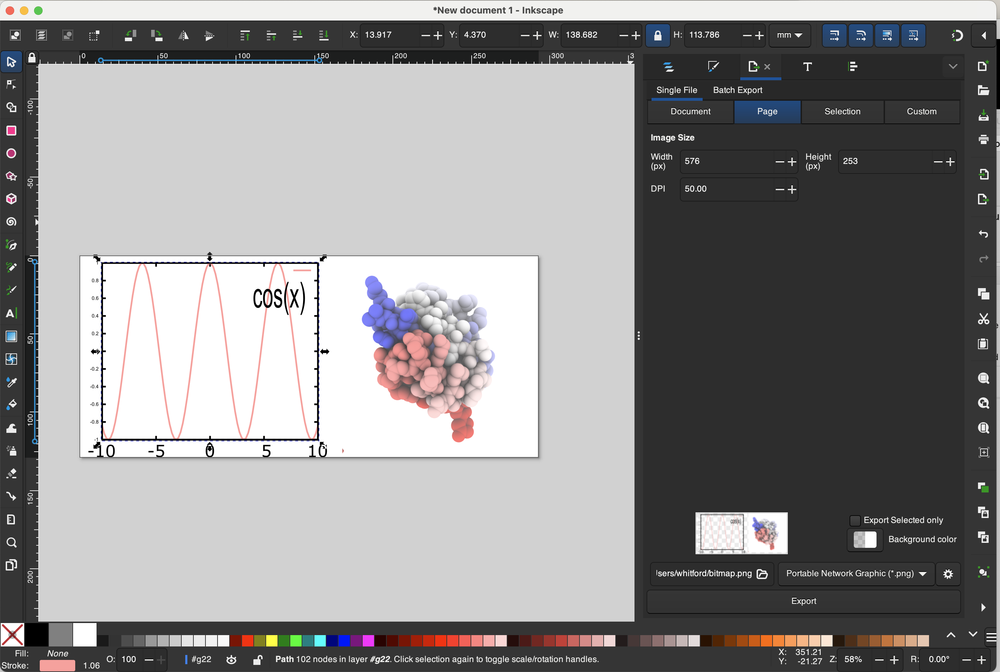 *New document 1 - Inkscape
X: 13.917 Y: 4.370 W: 138.682 H: 113.786 mm
0 50 100 150 200 250 300 3
Single File Batch Export
Document Page Selection Custom
Image Size
Width (px) 576 Height (px) 253
DPI 50.00
-100
-50
0
50
100
150
200
1
0.8
0.6
0.4
0.2
0
-0.2
-0.4
-0.6
-0.8
-1
cos(x)
-10 -5 0 5 10
cos(x)
Export Selected only
Background color
sers/whitford/bitmap.png Portable Network Graphic (*.png)
Export
Fill: None
Stroke: 1.06
O: 100
#g22
Path 102 nodes in layer #g22. Click selection again to toggle scale/rotation handles.
X: 351.21
Y: -21.27
Z: 58%
R: 0.00°